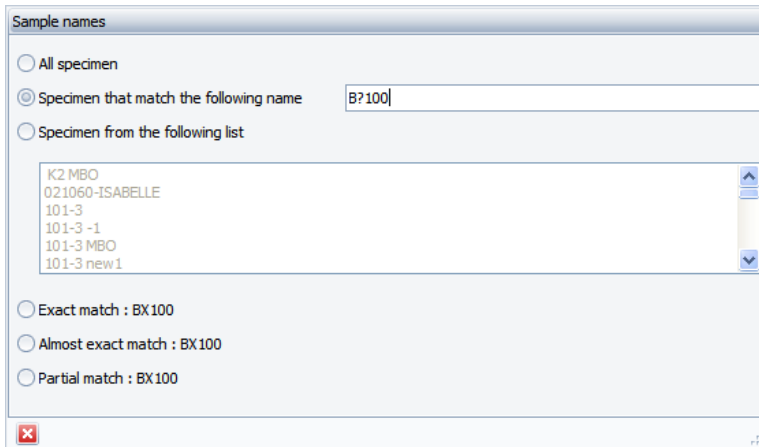 Sample names
All specimen
Specimen that match the following name B?100
Specimen from the following list
K2 MBO
021060-ISABELLE
101-3
101-3 -1
101-3 MBO
101-3 new1
Exact match : BX100
Almost exact match : BX100
Partial match : BX100